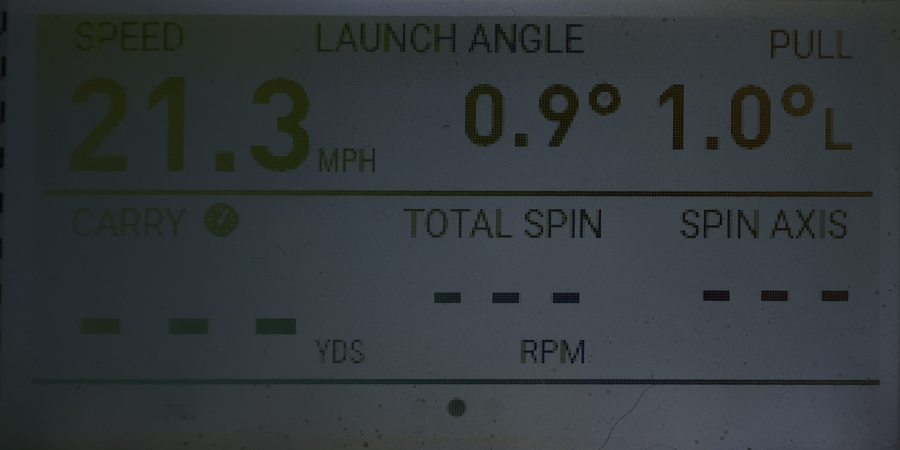 SPEED LAUNCH ANGLE PULL
21.3 MPH 0.9° 1.0° L
CARRY TOTAL SPIN SPIN AXIS
--- YDS --- RPM ---